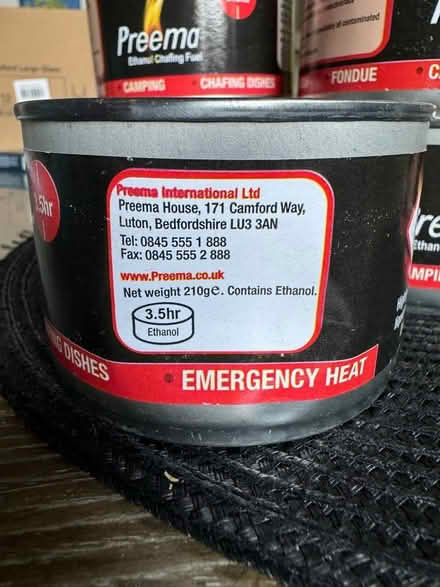 Preema
Ethanol Chafing Fuel
CAMPING • CHAFING DISHES
of contaminated
FONDUE
Preema International Ltd
Preema House, 171 Camford Way,
Luton, Bedfordshire LU3 3AN
Tel: 0845 555 1 888
Fax: 0845 555 2 888
www.Preema.co.uk
Net weight 210g℮. Contains Ethanol.
3.5hr
Ethanol
DISHES
EMERGENCY HEAT